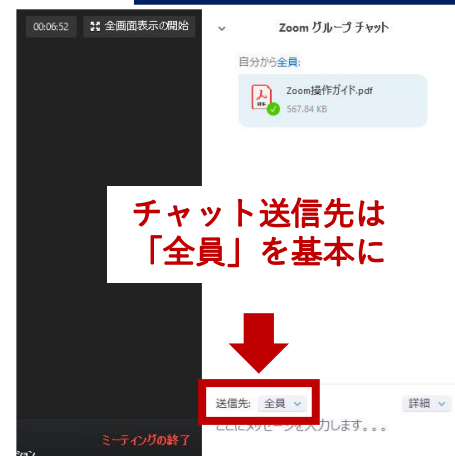 00:06:52 全画面表示の開始
Zoom グループ チャット
自分から全員:
Zoom操作ガイド.pdf
567.84 KB
チャット送信先は
「全員」を基本に
送信先: 全員
詳細
ここにメッセージを入力します。。。
ミーティングの終了